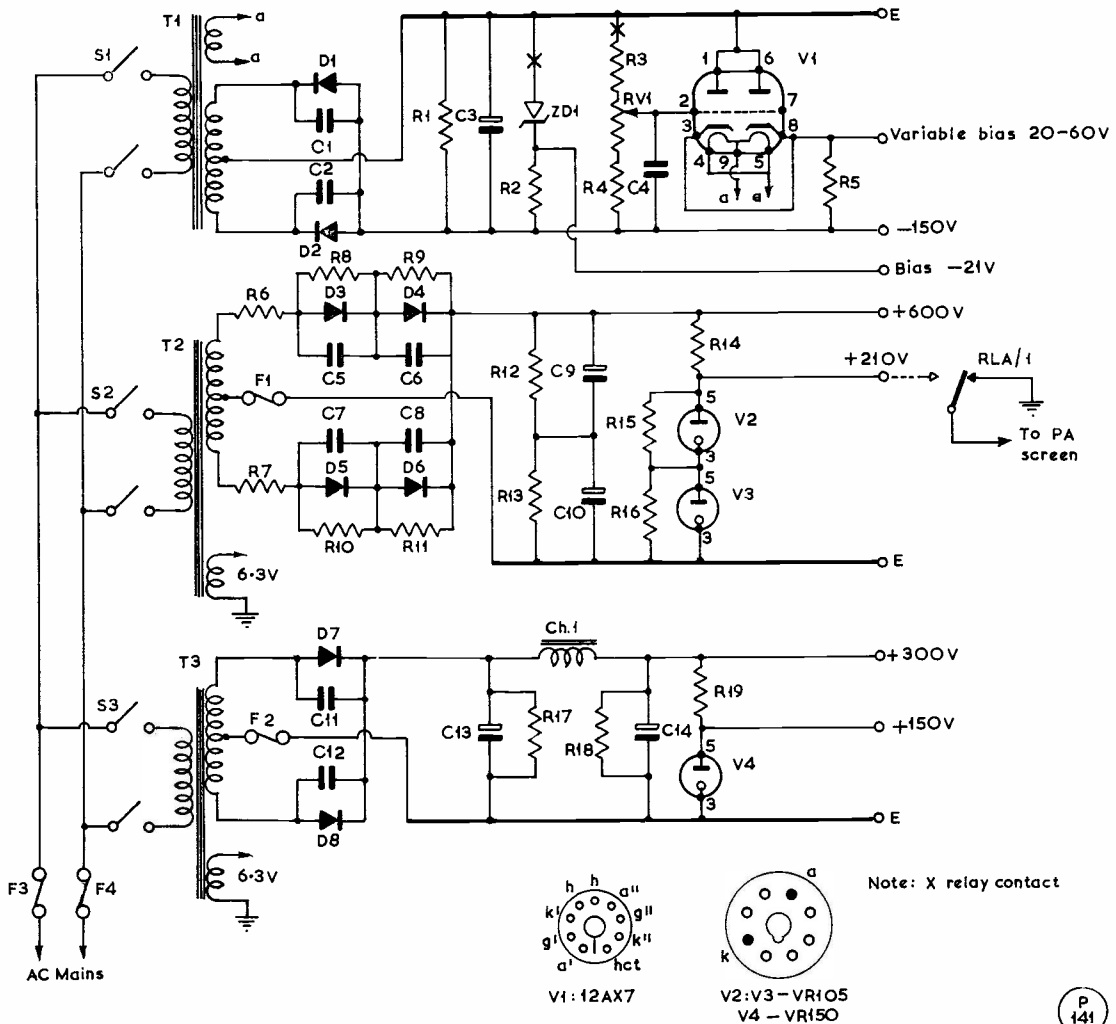 T1
a
a
S1
D1
C1
C2
D2
R1
C3
ZD1
R2
R3
RV1
R4
C4
1
6
V1
2
7
3
8
4
9
5
a
a
R5
E
Variable bias 20-60V
-150V
Bias -21V
R8
R9
R6
D3
D4
C5
C6
T2
F1
S2
C7
C8
R7
D5
D6
R10
R11
6·3V
R12
C9
R13
C10
R14
R15
5
V2
3
R16
5
V3
3
+600V
+210V
RLA/1
To PA
screen
E
T3
D7
C11
F2
S3
C12
D8
6·3V
Ch.1
C13
R17
R18
C14
R19
5
V4
3
+300V
+150V
E
F3
F4
AC Mains
h h
k' a"
g' g"
a' k"
hct
V1: 12AX7
a
k
V2:V3-VR105
V4 - VR150
Note: X relay contact
P
141